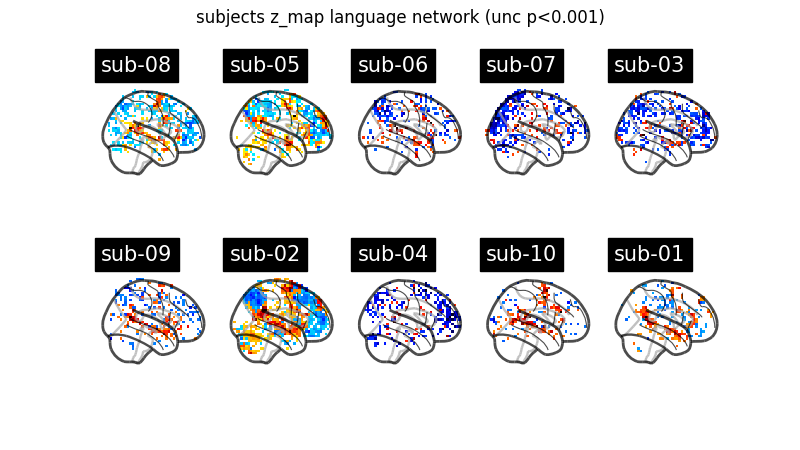 subjects z_map language network (unc p<0.001)
sub-08
sub-05
sub-06
sub-07
sub-03
sub-09
sub-02
sub-04
sub-10
sub-01